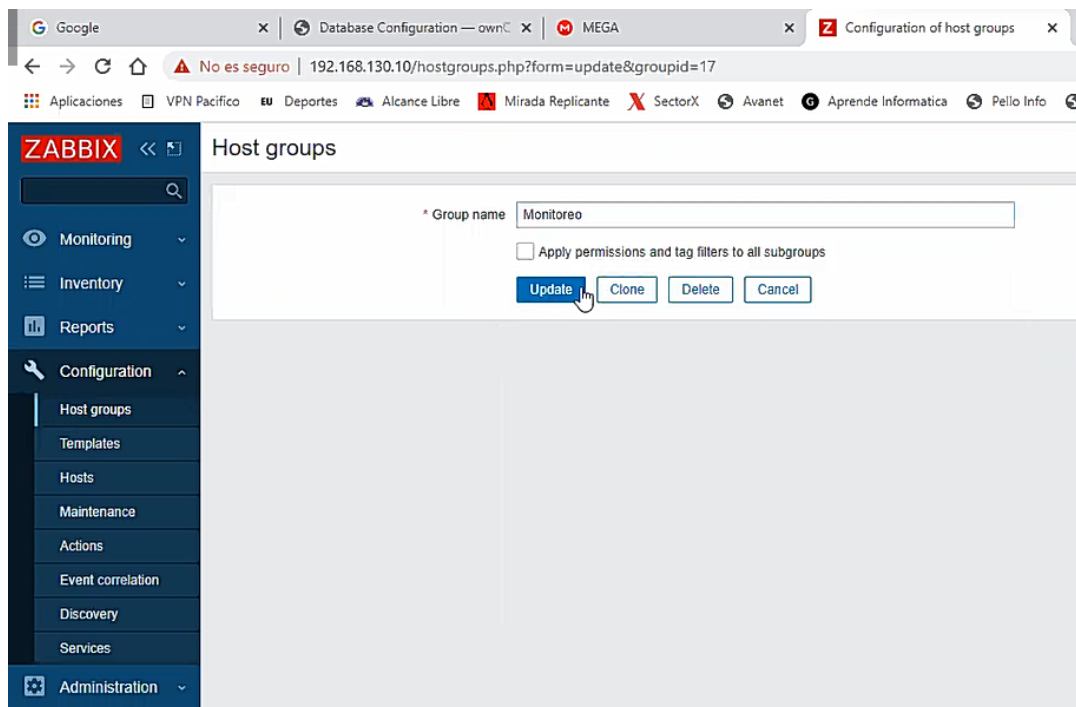 Google
Database Configuration — ownC
MEGA
Configuration of host groups
No es seguro | 192.168.130.10/hostgroups.php?form=update&groupid=17
Aplicaciones VPN Pacifico EU Deportes Alcance Libre Mirada Replicante SectorX Avanet Aprende Informatica Pello Info
ZABBIX
Host groups
* Group name Monitoreo
Apply permissions and tag filters to all subgroups
Update Clone Delete Cancel
Monitoring
Inventory
Reports
Configuration
Host groups
Templates
Hosts
Maintenance
Actions
Event correlation
Discovery
Services
Administration